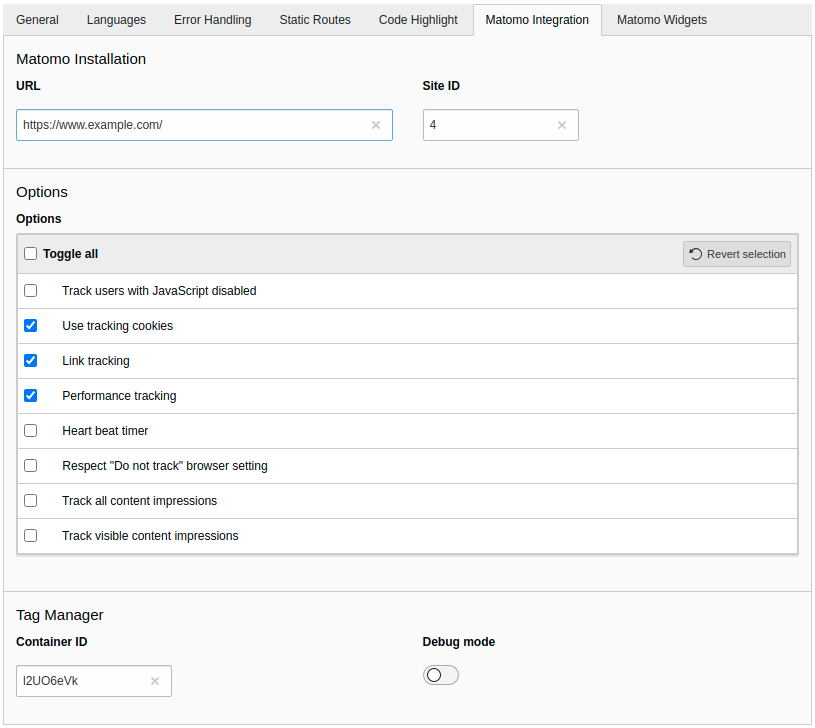 General Languages Error Handling Static Routes Code Highlight Matomo Integration Matomo Widgets
Matomo Installation
URL Site ID
https://www.example.com/ 4
Options
Options
Toggle all Revert selection
Track users with JavaScript disabled
Use tracking cookies
Link tracking
Performance tracking
Heart beat timer
Respect "Do not track" browser setting
Track all content impressions
Track visible content impressions
Tag Manager
Container ID Debug mode
I2UO6eVk